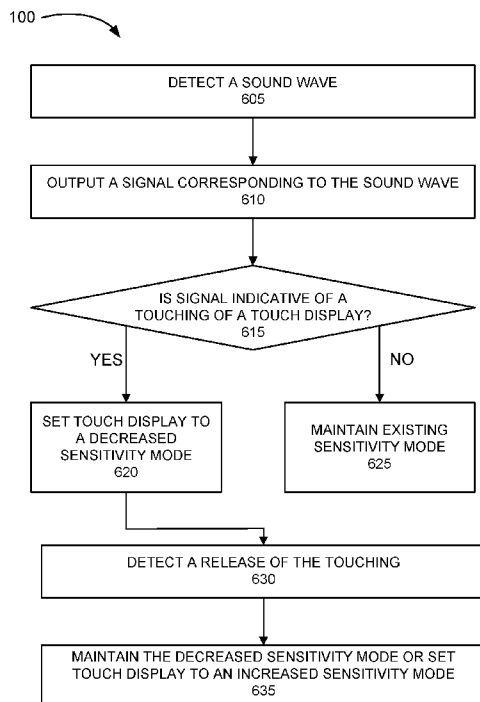 100
DETECT A SOUND WAVE
605
OUTPUT A SIGNAL CORRESPONDING TO THE SOUND WAVE
610
IS SIGNAL INDICATIVE OF A
TOUCHING OF A TOUCH DISPLAY?
615
YES
NO
SET TOUCH DISPLAY TO
A DECREASED
SENSITIVITY MODE
620
MAINTAIN EXISTING
SENSITIVITY MODE
625
DETECT A RELEASE OF THE TOUCHING
630
MAINTAIN THE DECREASED SENSITIVITY MODE OR SET
TOUCH DISPLAY TO AN INCREASED SENSITIVITY MODE
635